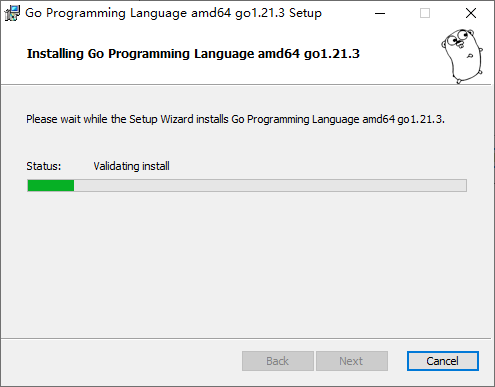 Go Programming Language amd64 go1.21.3 Setup
Installing Go Programming Language amd64 go1.21.3
Please wait while the Setup Wizard installs Go Programming Language amd64 go1.21.3.
Status: Validating install
Back Next Cancel